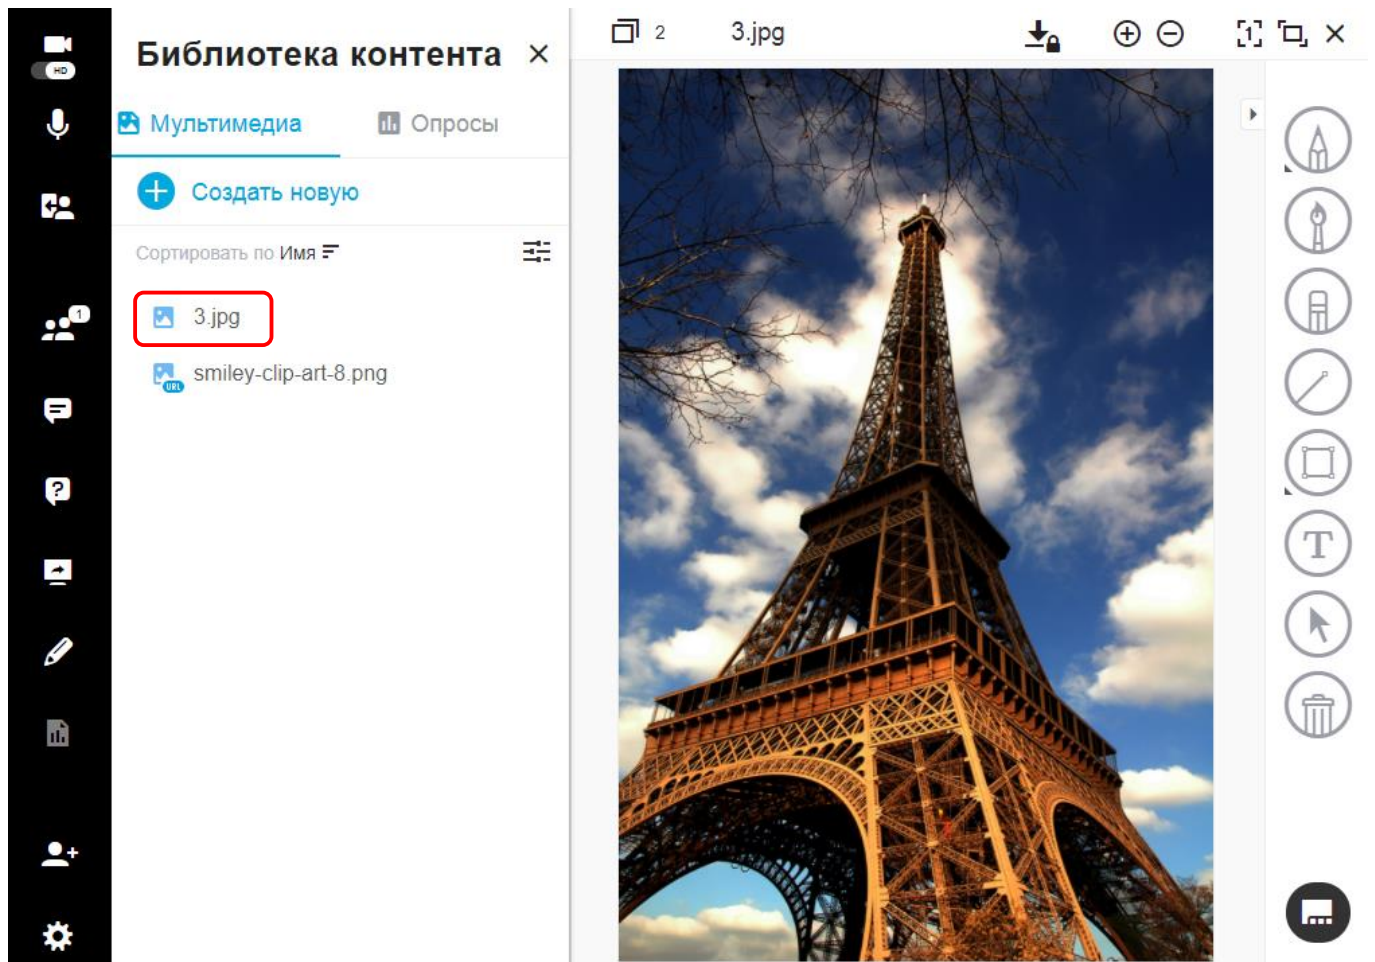 HD
Библиотека контента
2
3.jpg
1
Мультимедиа
Опросы
Создать новую
Сортировать по Имя
3.jpg
1
smiley-clip-art-8.png
URL
?
T